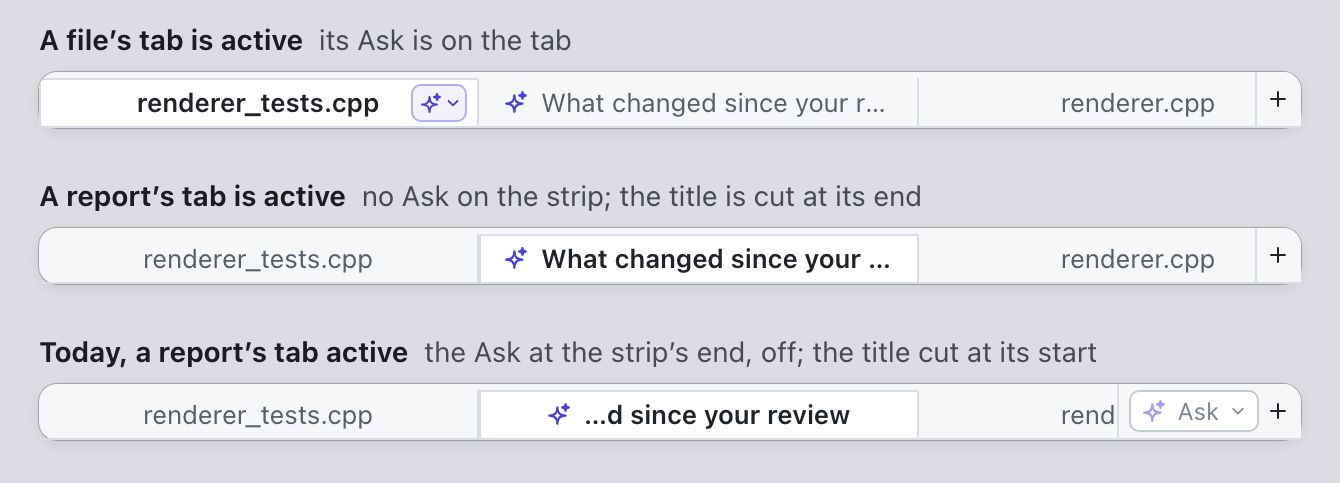 A file’s tab is active its Ask is on the tab
renderer_tests.cpp What changed since your r... renderer.cpp +
A report’s tab is active no Ask on the strip; the title is cut at its end
renderer_tests.cpp What changed since your ... renderer.cpp +
Today, a report’s tab active the Ask at the strip’s end, off; the title cut at its start
renderer_tests.cpp ...d since your review rend Ask +